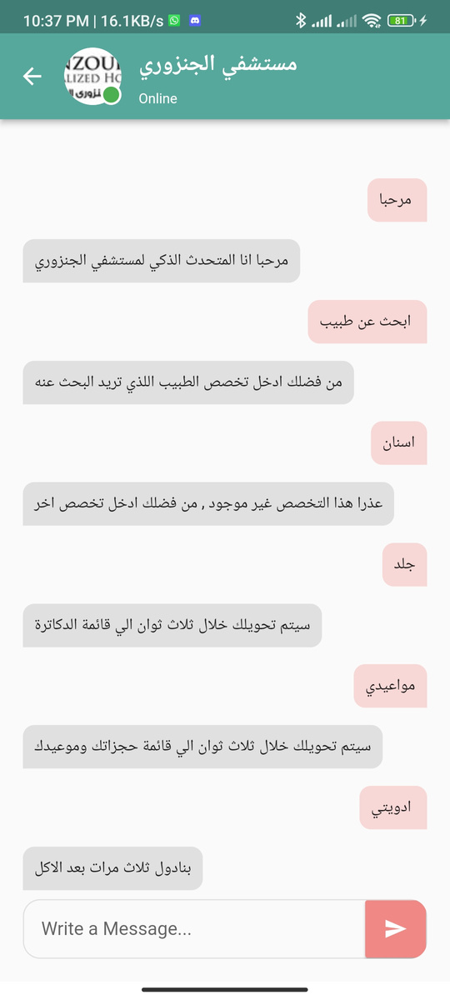 10:37 PM | 16.1KB/s
81
ZOU
LIZED HO
نزوري ا
مستشفي الجنزوري
Online
مرحبا
مرحبا انا المتحدث الذكي لمستشفي الجنزوري
ابحث عن طبيب
من فضلك ادخل تخصص الطبيب اللذي تريد البحث عنه
اسنان
عذرا هذا التخصص غير موجود , من فضلك ادخل تخصص اخر
جلد
سيتم تحويلك خلال ثلاث ثوان الي قائمة الدكاترة
مواعيدي
سيتم تحويلك خلال ثلاث ثوان الي قائمة حجزاتك وموعيدك
ادويتي
بنادول ثلاث مرات بعد الاكل
Write a Message...